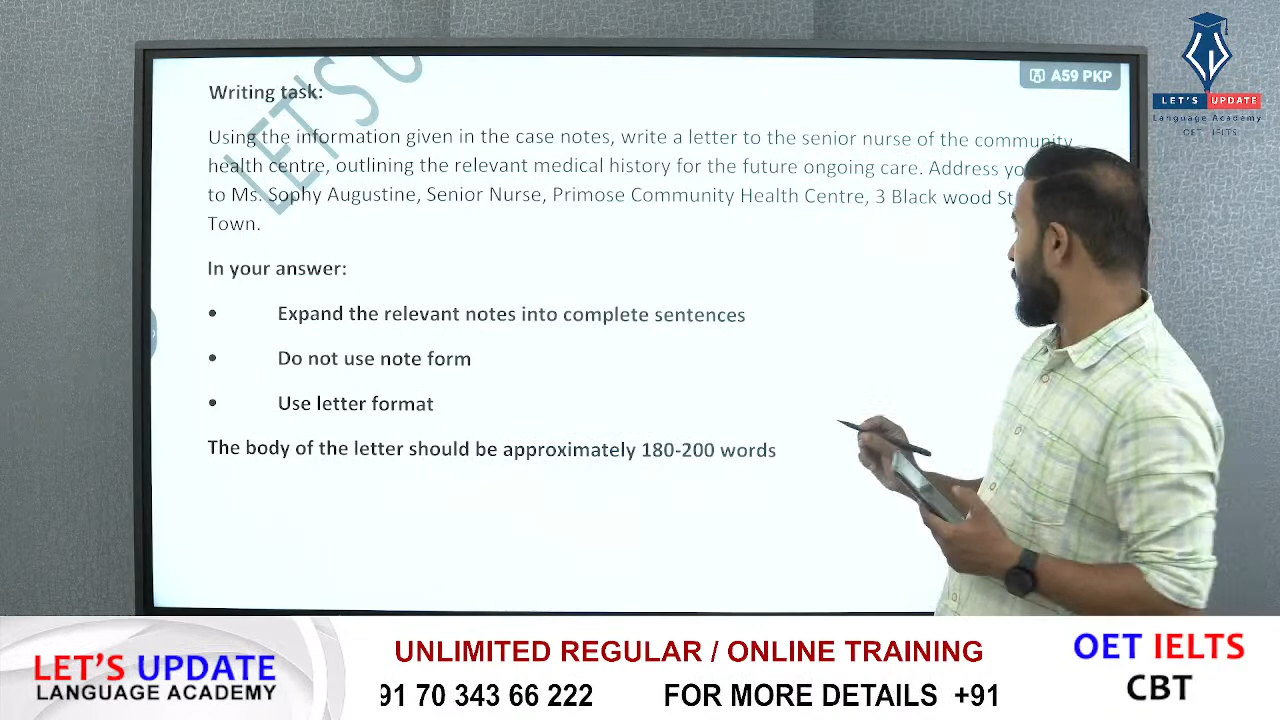 Writing task:
Using the information given in the case notes, write a letter to the senior nurse of the community
health centre, outlining the relevant medical history for the future ongoing care. Address
to Ms. Sophy Augustine, Senior Nurse, Primose Community Health Centre, 3 Black wood
Town.
In your answer:
• Expand the relevant notes into complete sentences
• Do not use note form
• Use letter format
The body of the letter should be approximately 180-200 words
LET'S
A59 PKP
LET'S UPDATE
Language Academy
OET IELTS
LET'S UPDATE
LANGUAGE ACADEMY
UNLIMITED REGULAR / ONLINE TRAINING
91 70 343 66 222 FOR MORE DETAILS +91
OET IELTS
CBT